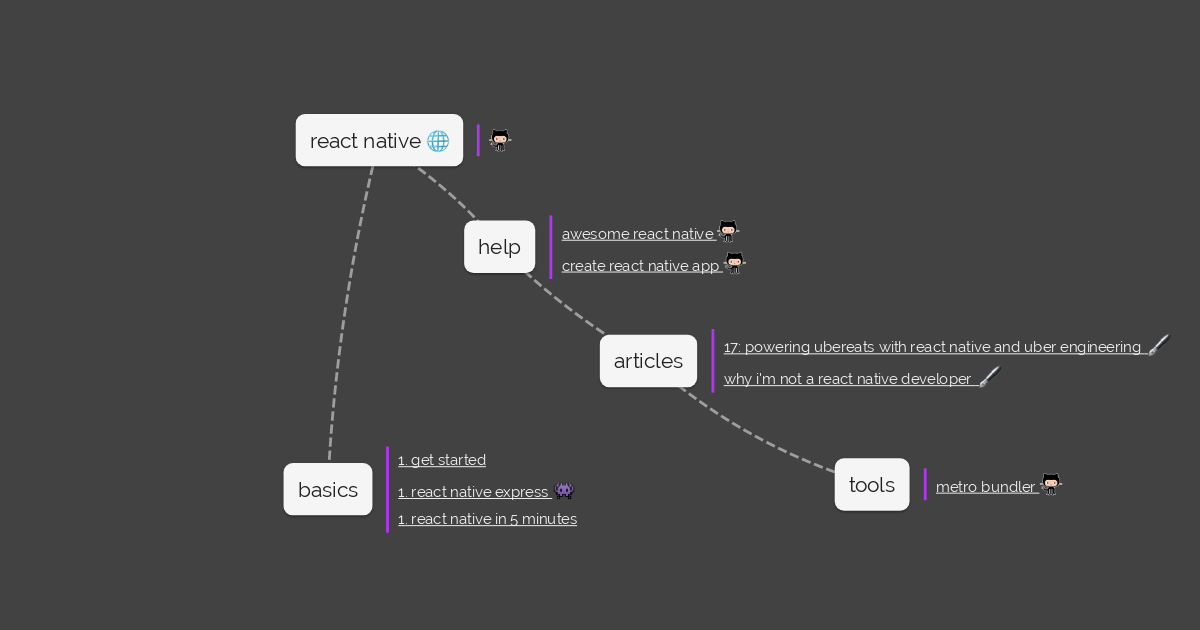 react native
help
awesome react native
create react native app
articles
17: powering ubereats with react native and uber engineering
why i'm not a react native developer
basics
1. get started
1. react native express
1. react native in 5 minutes
tools
metro bundler